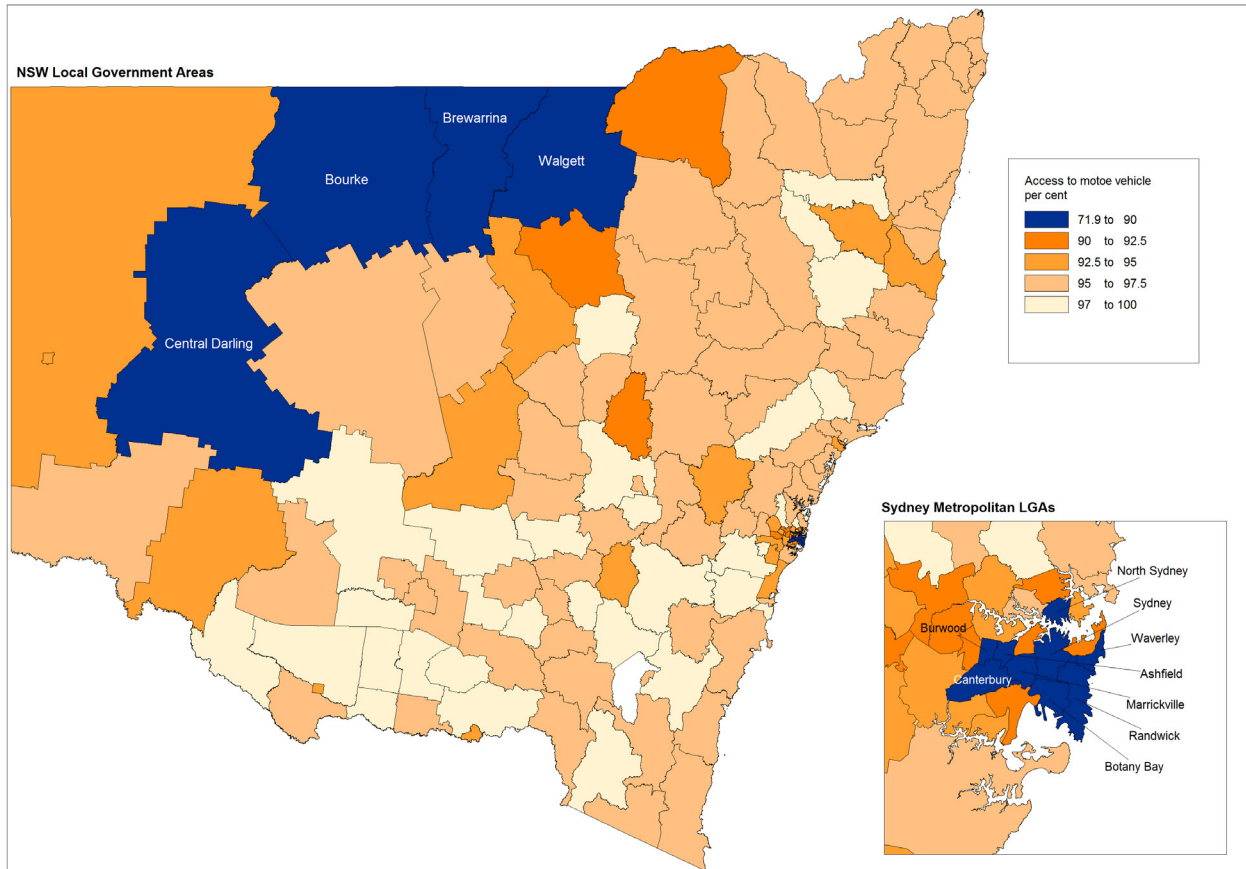 NSW Local Government Areas
Brewarrina
Walgett
Bourke
Central Darling
Access to motoe vehicle
per cent
71.9 to 90
90 to 92.5
92.5 to 95
95 to 97.5
97 to 100
Sydney Metropolitan LGAs
North Sydney
Sydney
Burwood
Waverley
Ashfield
Canterbury
Marrickville
Randwick
Botany Bay